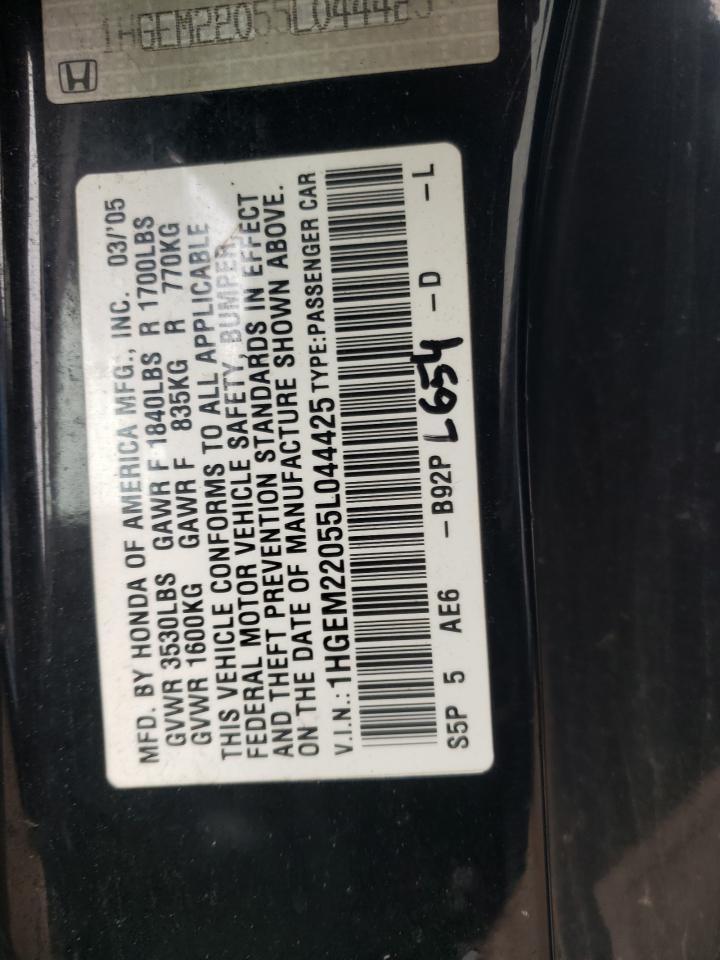 1HGEM22055L044425
MFD. BY HONDA OF AMERICA MFG., INC. 03/'05
GVWR 3530LBS GAWR F 1840LBS R 1700LBS
GVWR 1600KG GAWR F 835KG R 770KG
THIS VEHICLE CONFORMS TO ALL APPLICABLE
FEDERAL MOTOR VEHICLE SAFETY, BUMPER,
AND THEFT PREVENTION STANDARDS IN EFFECT
ON THE DATE OF MANUFACTURE SHOWN ABOVE.
V.I.N.: 1HGEM22055L044425 TYPE:PASSENGER CAR
S5P 5 AE6 -B92P L654 -D -L